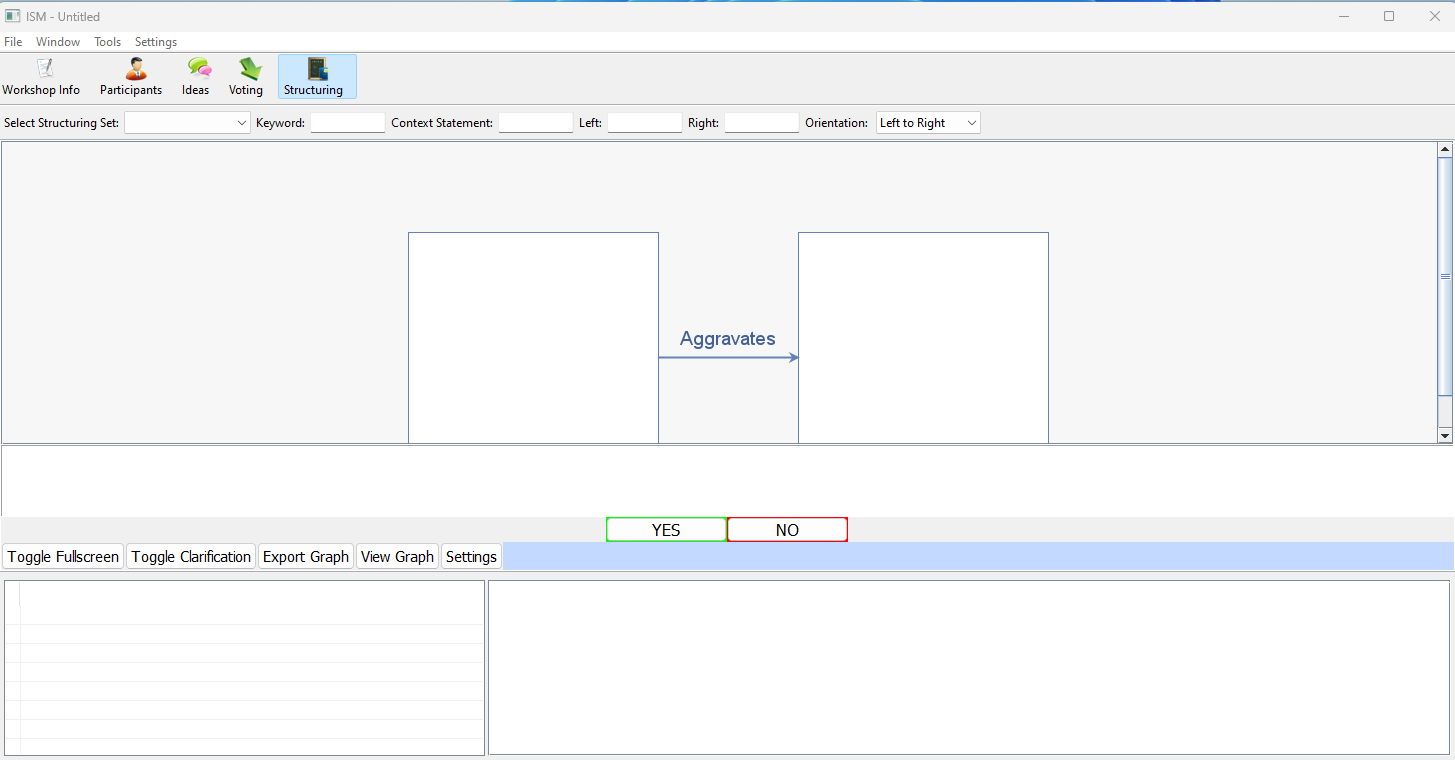 ISM - Untitled
File Window Tools Settings
Workshop Info Participants Ideas Voting Structuring
Select Structuring Set: Keyword: Context Statement: Left: Right: Orientation: Left to Right
Aggravates
YES NO
Toggle Fullscreen Toggle Clarification Export Graph View Graph Settings